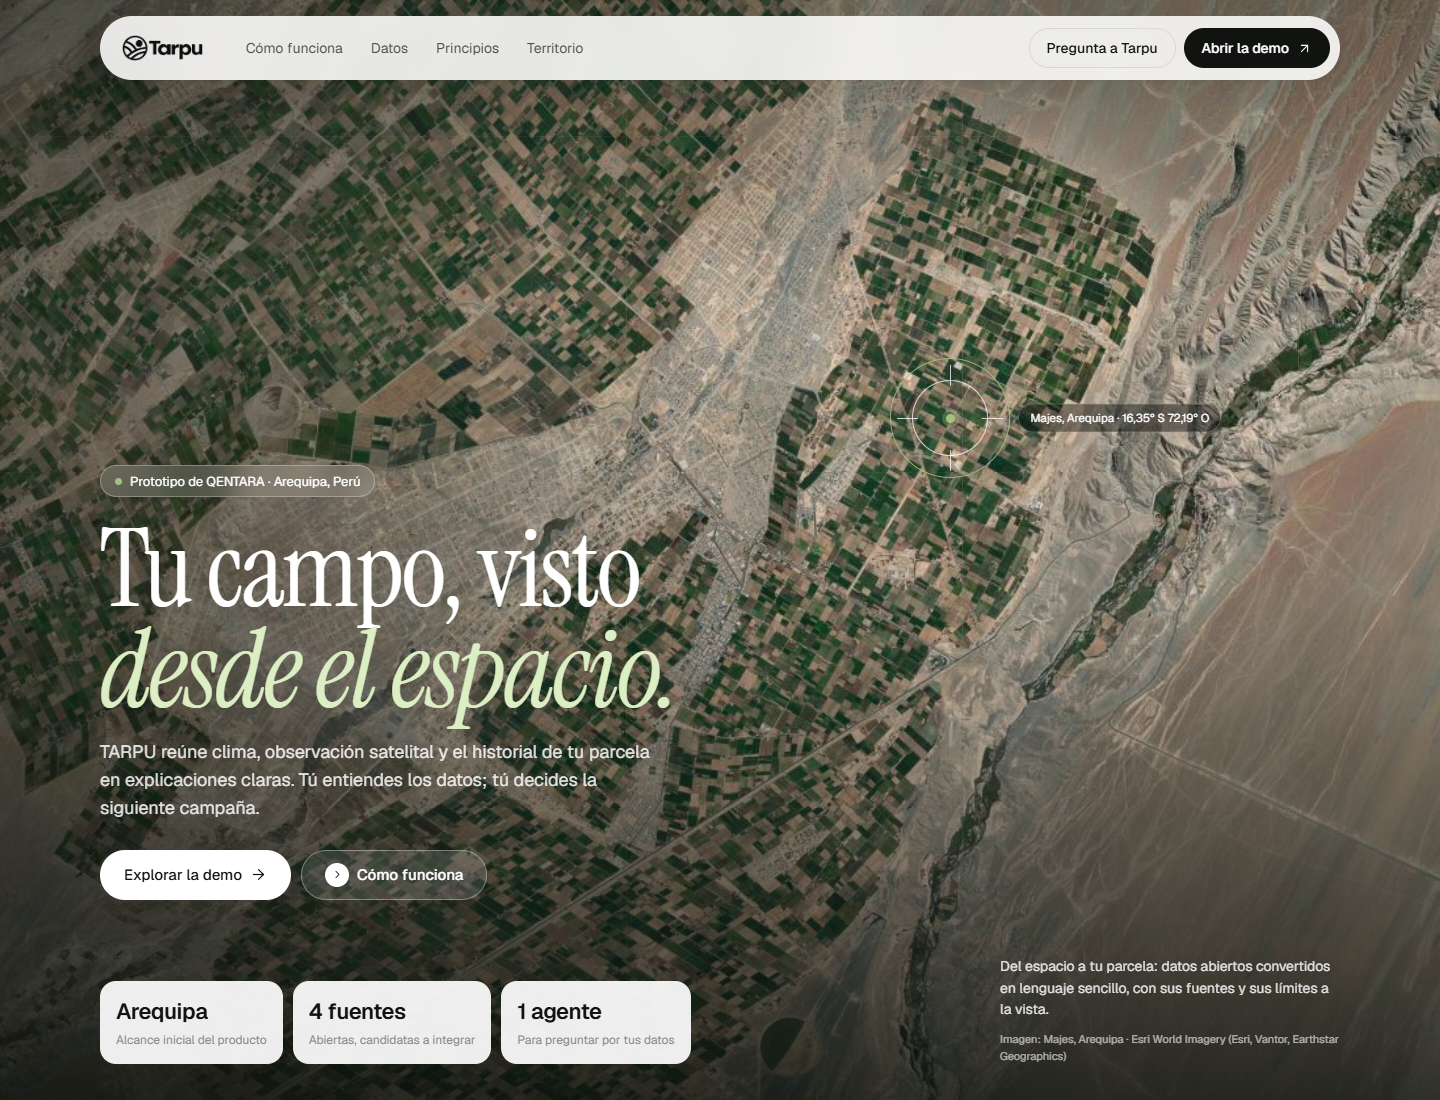 Tarpu
Cómo funciona
Datos
Principios
Territorio
Pregunta a Tarpu
Abrir la demo
Majes, Arequipa · 16,35° S 72,19° O
Prototipo de QENTARA · Arequipa, Perú
Tu campo, visto
desde el espacio.
TARPU reúne clima, observación satelital y el historial de tu parcela
en explicaciones claras. Tú entiendes los datos; tú decides la
siguiente campaña.
Explorar la demo
Cómo funciona
Arequipa
Alcance inicial del producto
4 fuentes
Abiertas, candidatas a integrar
1 agente
Para preguntar por tus datos
Del espacio a tu parcela: datos abiertos convertidos
en lenguaje sencillo, con sus fuentes y sus límites a
la vista.
Imagen: Majes, Arequipa · Esri World Imagery (Esri, Vantor, Earthstar
Geographics)